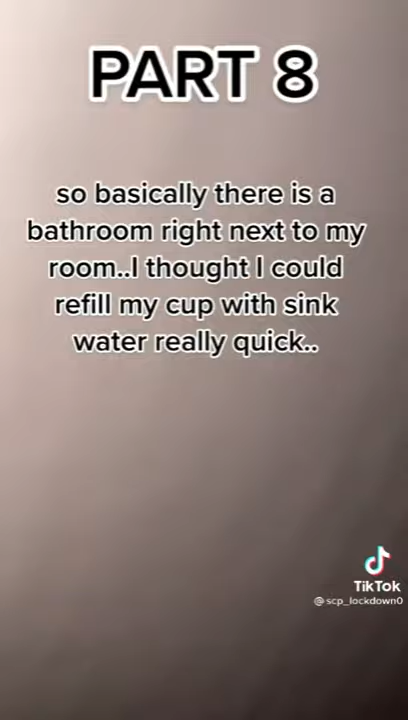 PART 8
so basically there is a
bathroom right next to my
room..I thought I could
refill my cup with sink
water really quick..
TikTok
@scp_lockdown0